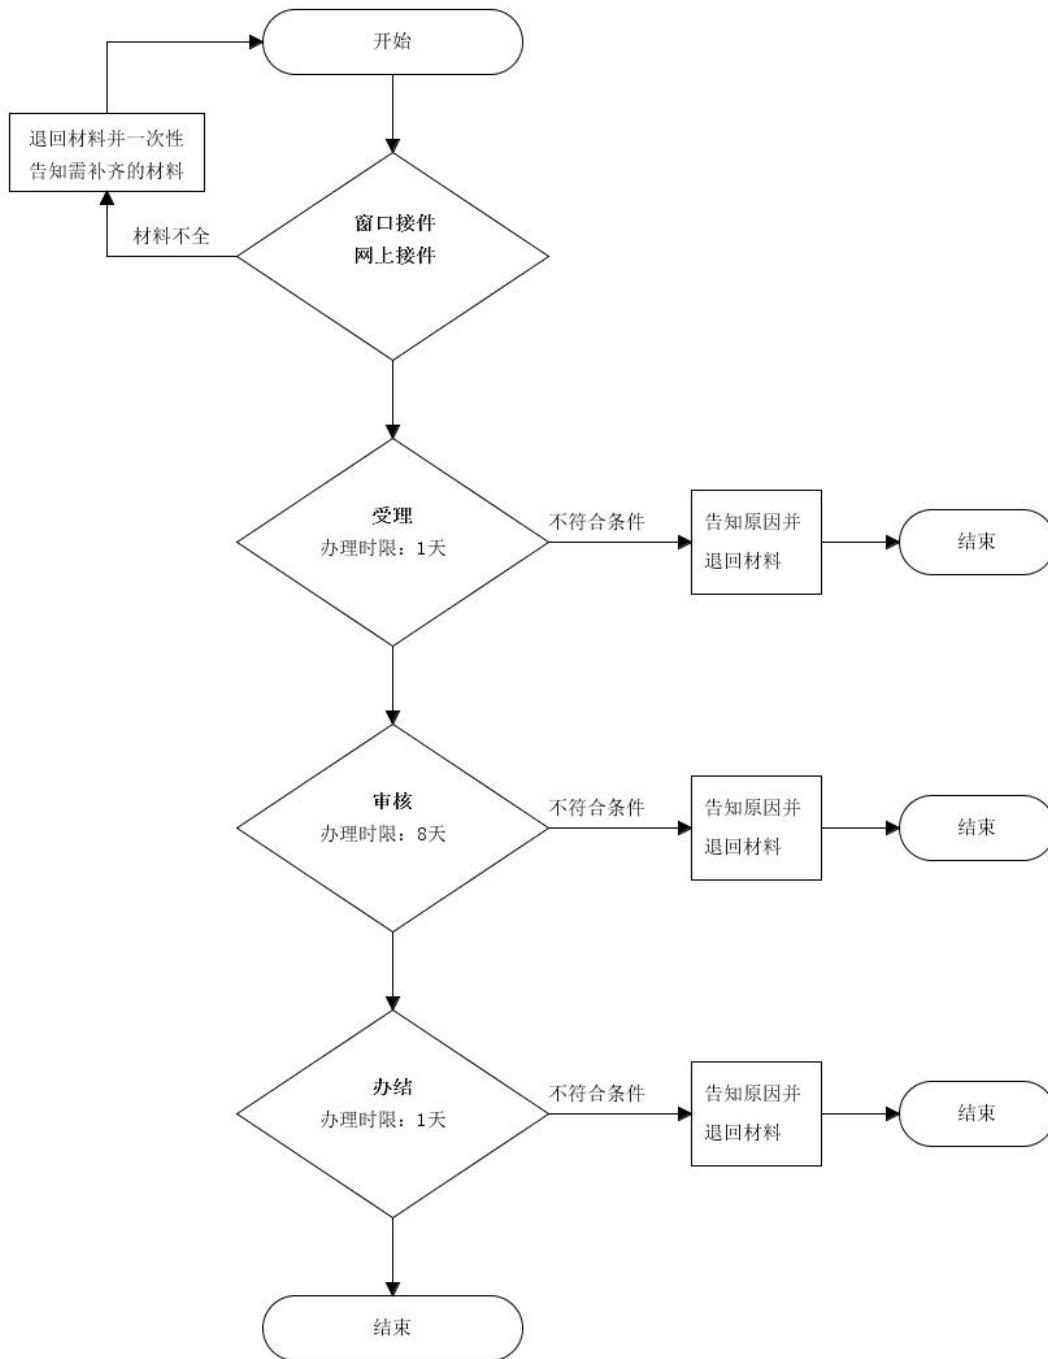 开始
退回材料并一次性
告知需补齐的材料
窗口接件
网上接件
材料不全
受理
办理时限：1天
不符合条件
告知原因并
退回材料
结束
审核
办理时限：8天
不符合条件
告知原因并
退回材料
结束
办结
办理时限：1天
不符合条件
告知原因并
退回材料
结束
结束